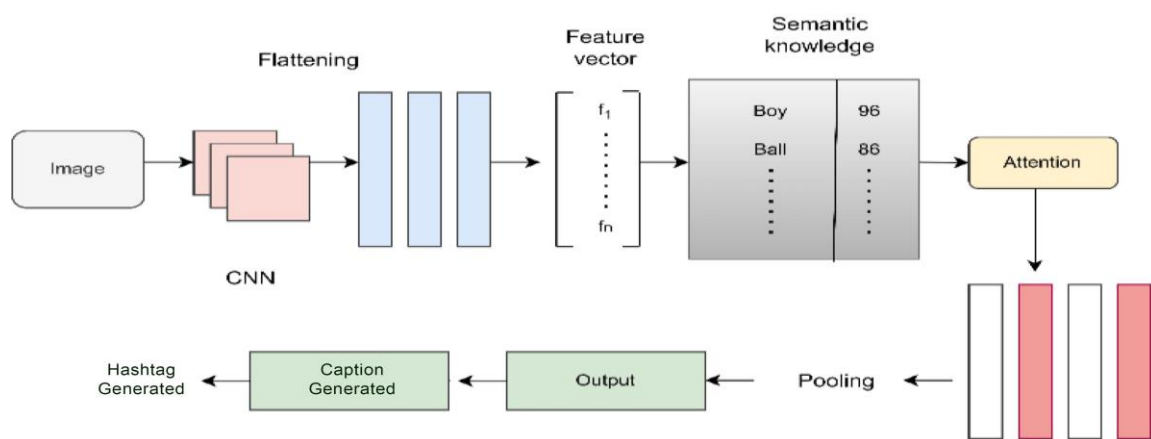 Semantic
knowledge
Feature
vector
Flattening
Image
CNN
f1
fn
Boy 96
Ball 86
Attention
Pooling
Output
Caption
Generated
Hashtag
Generated